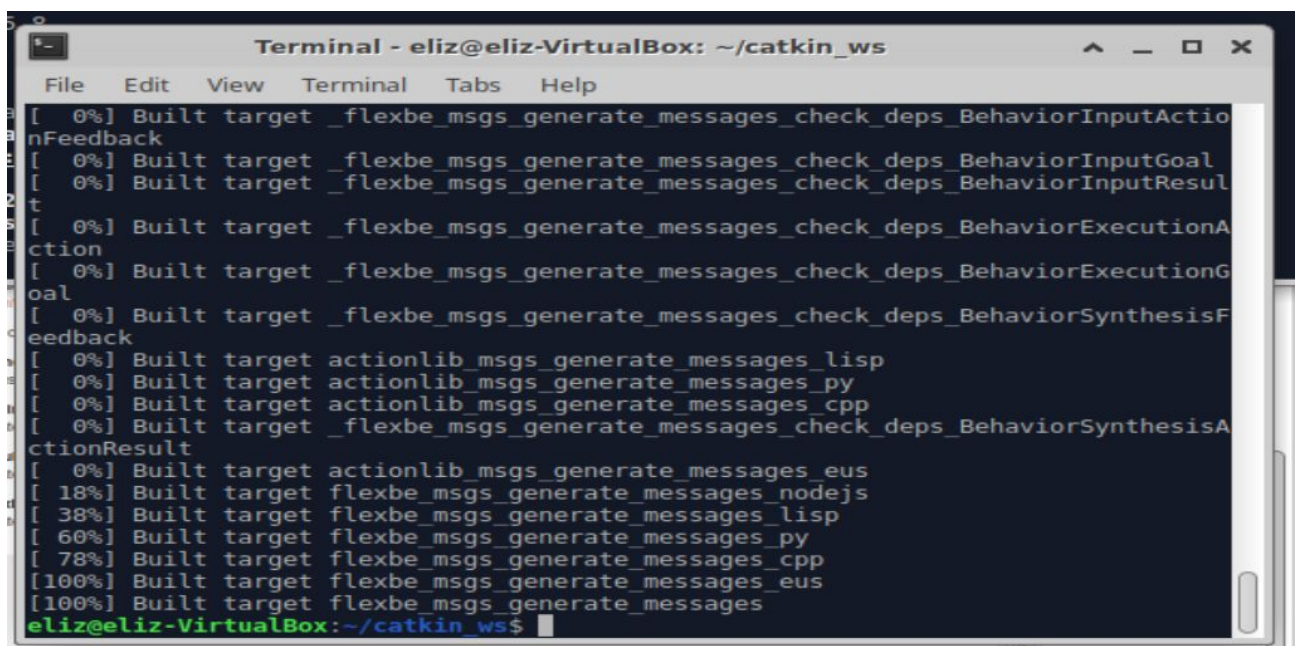 Terminal - eliz@eliz-VirtualBox: ~/catkin_ws
File Edit View Terminal Tabs Help
[  0%] Built target _flexbe_msgs_generate_messages_check_deps_BehaviorInputActio
nFeedback
[  0%] Built target _flexbe_msgs_generate_messages_check_deps_BehaviorInputGoal
[  0%] Built target _flexbe_msgs_generate_messages_check_deps_BehaviorInputResul
t
[  0%] Built target _flexbe_msgs_generate_messages_check_deps_BehaviorExecutionA
ction
[  0%] Built target _flexbe_msgs_generate_messages_check_deps_BehaviorExecutionG
oal
[  0%] Built target _flexbe_msgs_generate_messages_check_deps_BehaviorSynthesisF
eedback
[  0%] Built target actionlib_msgs_generate_messages_lisp
[  0%] Built target actionlib_msgs_generate_messages_py
[  0%] Built target actionlib_msgs_generate_messages_cpp
[  0%] Built target _flexbe_msgs_generate_messages_check_deps_BehaviorSynthesisA
ctionResult
[  0%] Built target actionlib_msgs_generate_messages_eus
[ 18%] Built target flexbe_msgs_generate_messages_nodejs
[ 38%] Built target flexbe_msgs_generate_messages_lisp
[ 60%] Built target flexbe_msgs_generate_messages_py
[ 78%] Built target flexbe_msgs_generate_messages_cpp
[100%] Built target flexbe_msgs_generate_messages_eus
[100%] Built target flexbe_msgs_generate_messages
eliz@eliz-VirtualBox:~/catkin_ws$